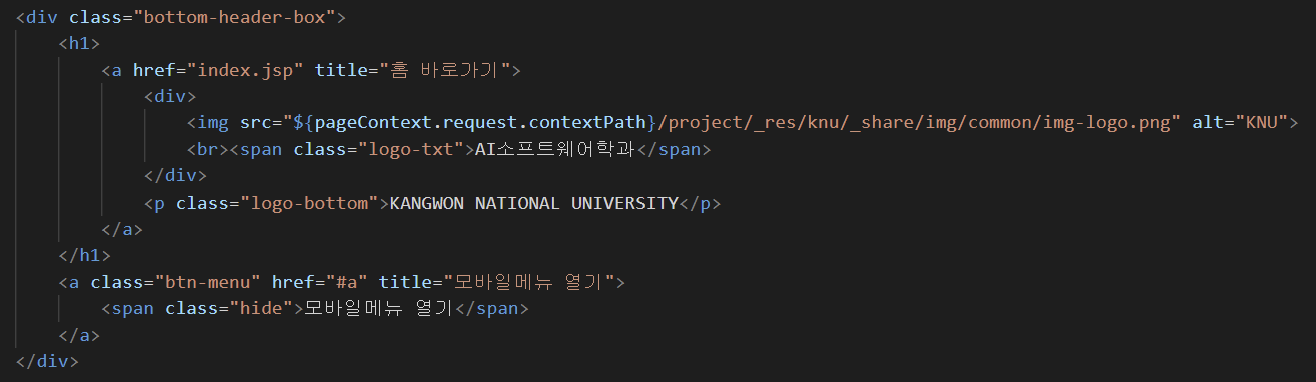 <div class="bottom-header-box">
<h1>
<a href="index.jsp" title="홈 바로가기">
<div>
<img src="${pageContext.request.contextPath}/project/_res/knu/_share/img/common/img-logo.png" alt="KNU">
<br><span class="logo-txt">AI소프트웨어학과</span>
</div>
<p class="logo-bottom">KANGWON NATIONAL UNIVERSITY</p>
</a>
</h1>
<a class="btn-menu" href="#a" title="모바일메뉴 열기">
<span class="hide">모바일메뉴 열기</span>
</a>
</div>